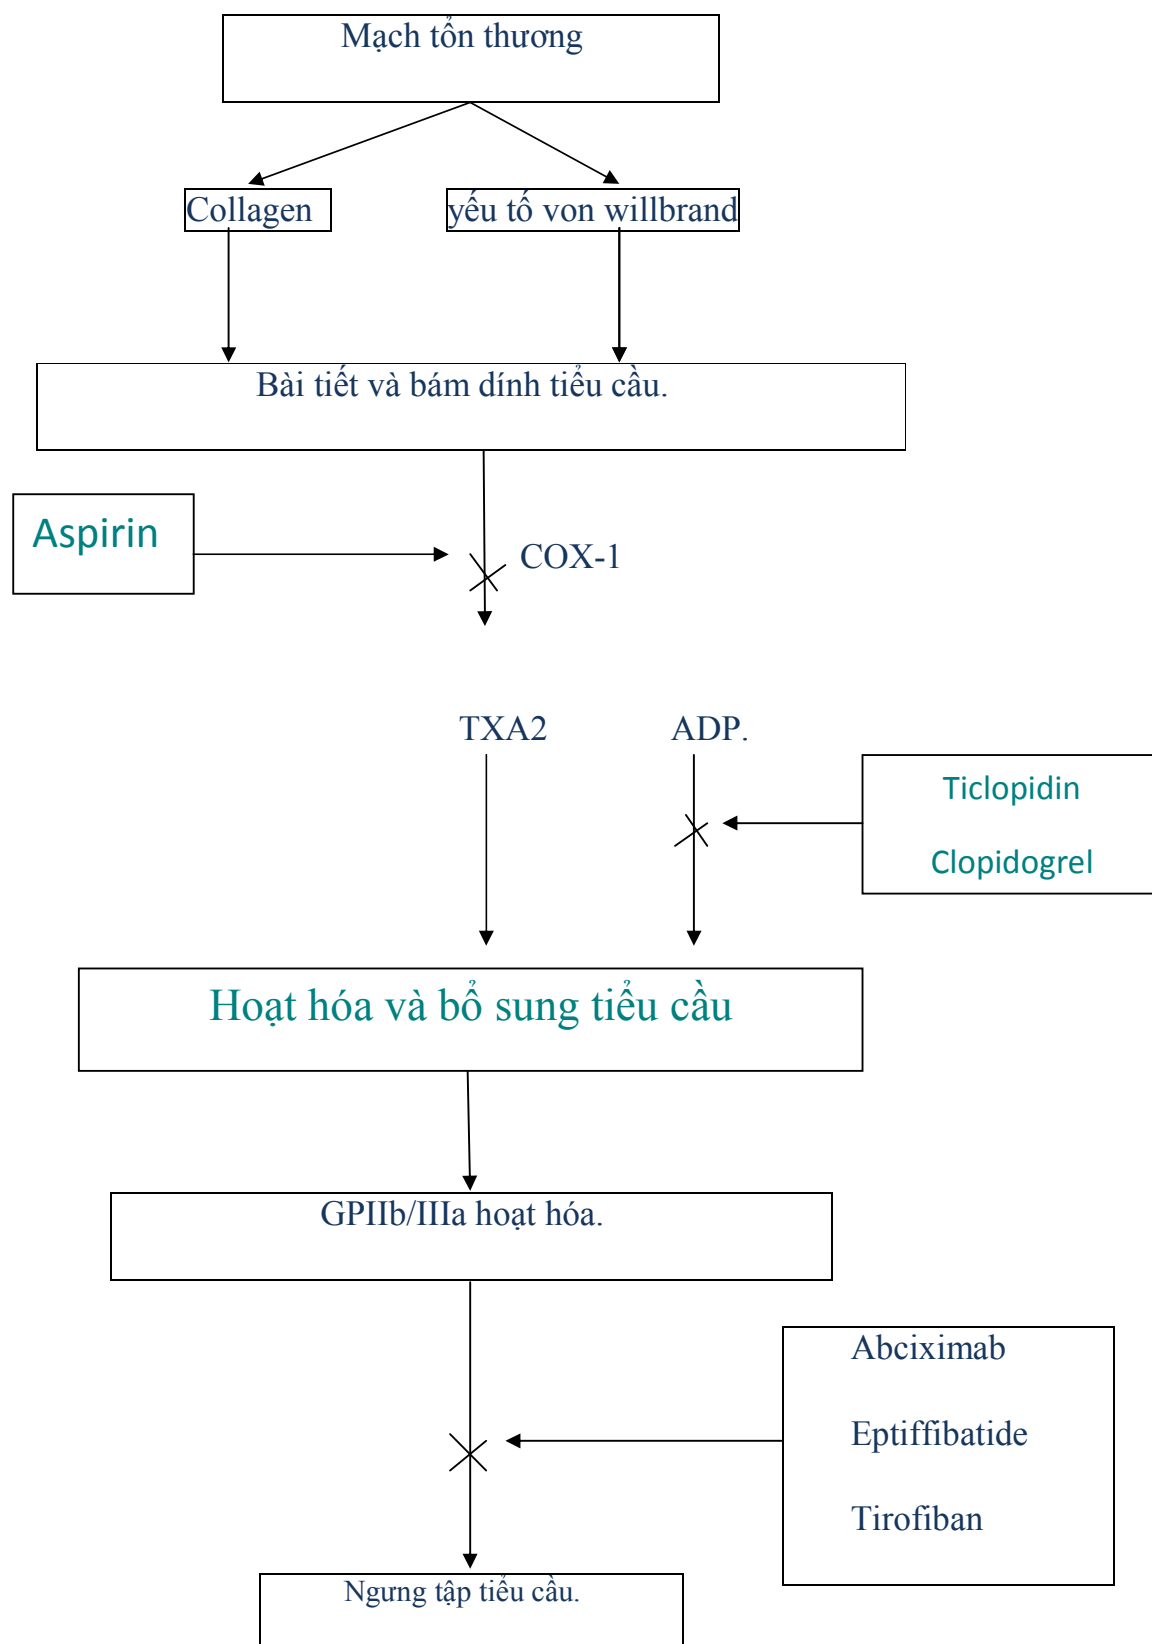 Mạch tổn thương
Collagen
yếu tố von willbrand
Bài tiết và bám dính tiểu cầu.
Aspirin
COX-1
TXA2
ADP.
Ticlopidin
Clopidogrel
Hoạt hóa và bổ sung tiểu cầu
GPIIb/IIIa hoạt hóa.
Abciximab
Eptiffibatide
Tirofiban
Ngưng tập tiểu cầu.